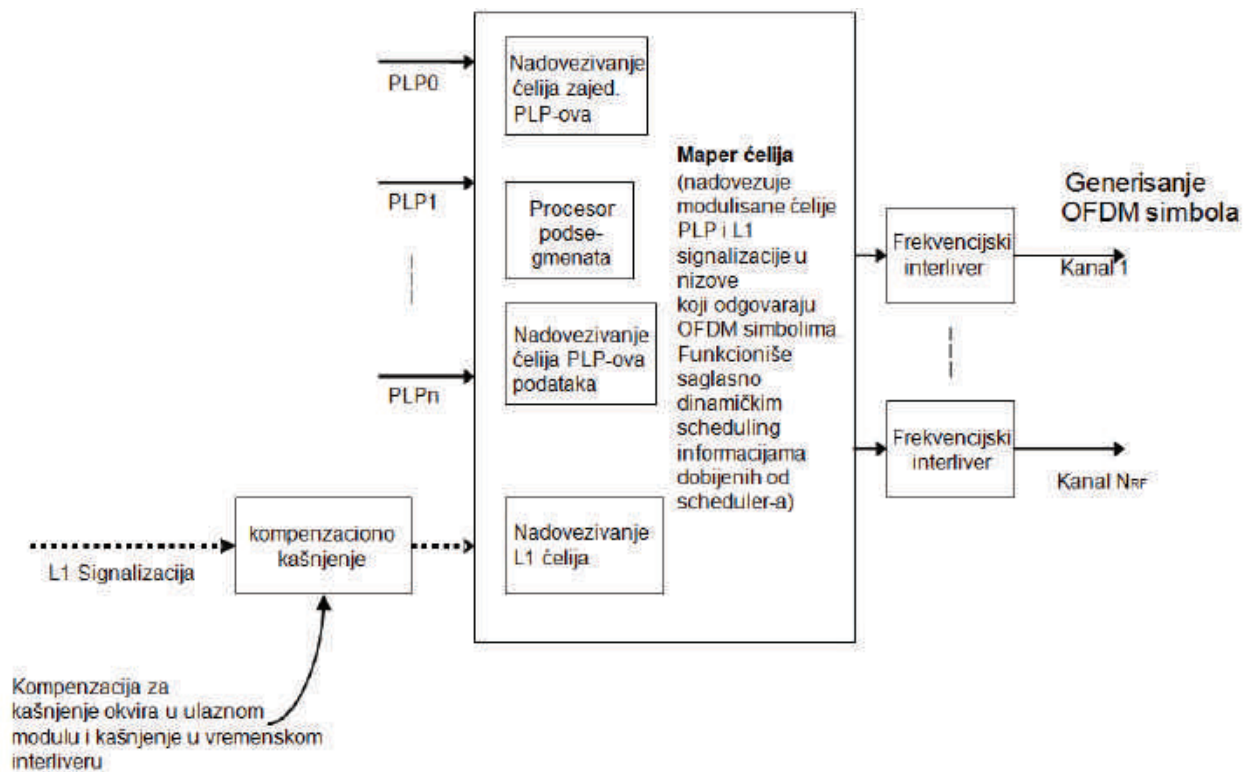 PLP0
Nadovezivanje
ćelija zajed.
PLP-ova
PLP1
Procesor
podse-
gmenata
PLPn
Nadovezivanje
ćelija PLP-ova
podataka
Maper ćelija
(nadovezuje
modulisane ćelije
PLP i L1
signalizacije u
nizove
koji odgovaraju
OFDM simbolima
Funkcioniše
saglasno
dinamičkim
scheduling
informacijama
dobijenih od
scheduler-a)
Generisanje
OFDM simbola
Frekvencijski
interliver
Kanal 1
Frekvencijski
interliver
Kanal NRF
L1 Signalizacija
kompenzaciono
kašnjenje
Nadovezivanje
L1 ćelija
Kompenzacija za
kašnjenje okvira u ulaznom
modulu i kašnjenje u vremenskom
interliveru